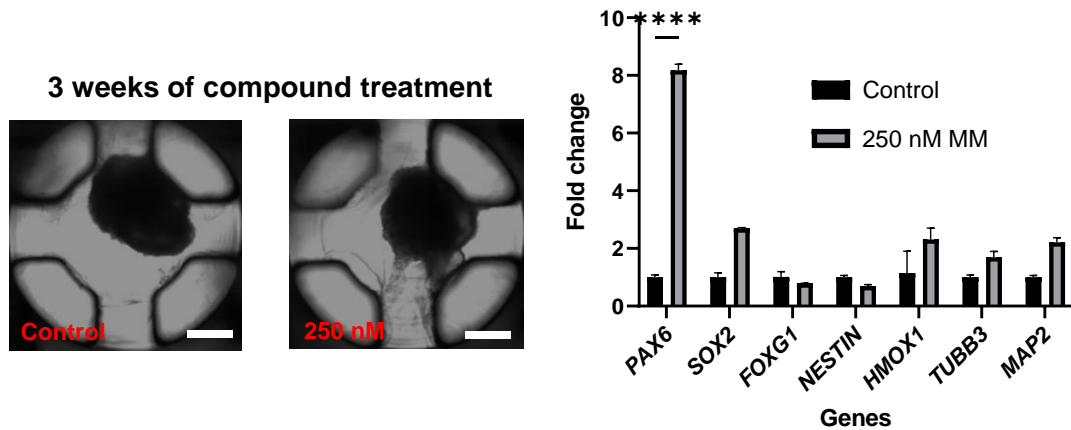 3 weeks of compound treatment
Control
250 nM
****
10
8
6
4
2
0
Fold change
Control
250 nM MM
PAX6
SOX2
FOXG1
NESTIN
HMOX1
TUBB3
MAP2
Genes